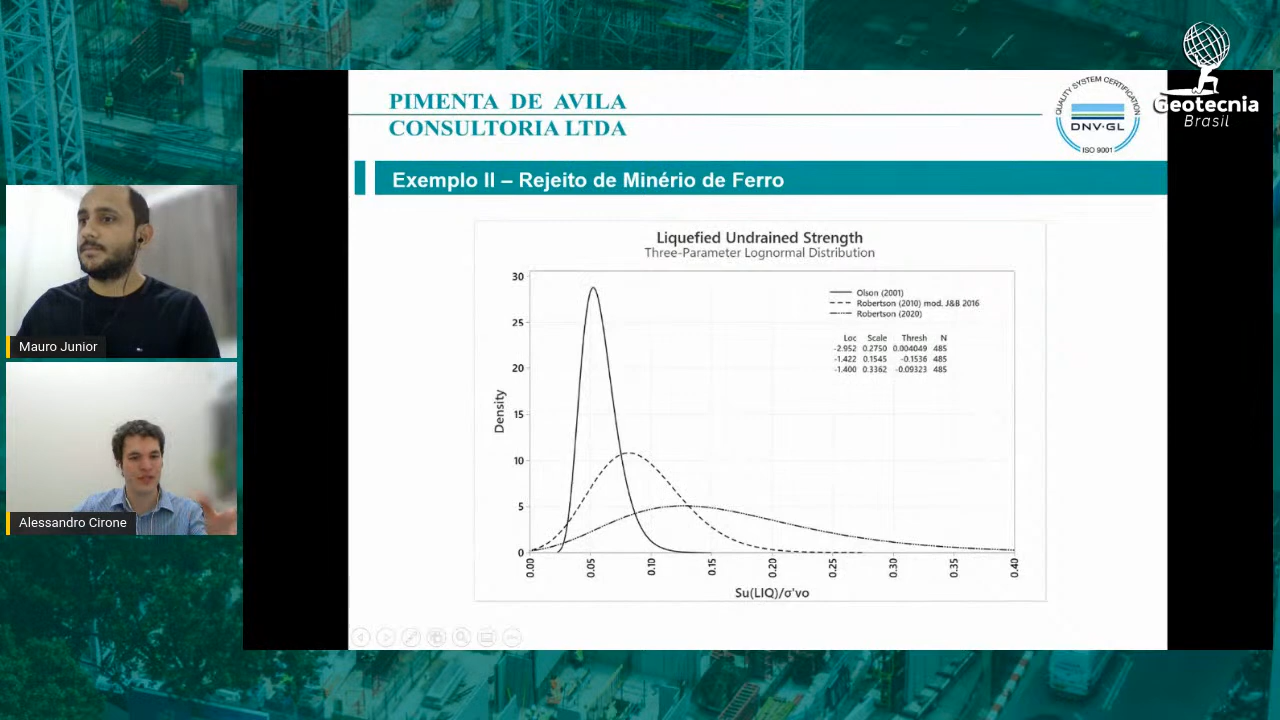 Geotecnia
Brasil
PIMENTA DE AVILA
CONSULTORIA LTDA
QUALITY SYSTEM CERTIFICATION
DNV·GL
ISO 9001
Exemplo II – Rejeito de Minério de Ferro
Liquefied Undrained Strength
Three-Parameter Lognormal Distribution
Olson (2001)
Robertson (2010) mod. J&B 2016
Robertson (2020)
Loc Scale Thresh N
-2.952 0.2750 0.004049 485
-1.422 0.1545 -0.1536 485
-1.400 0.3362 -0.09323 485
Density
30
25
20
15
10
5
0
0.00 0.05 0.10 0.15 0.20 0.25 0.30 0.35 0.40
Su(LIQ)/σ'vo
Mauro Junior
Alessandro Cirone